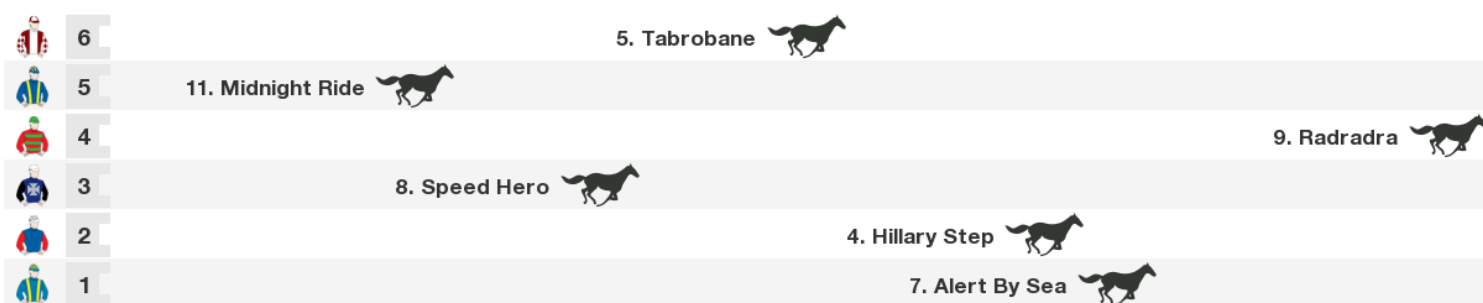 6 5. Tabrobane
5 11. Midnight Ride
4 9. Radradra
3 8. Speed Hero
2 4. Hillary Step
1 7. Alert By Sea